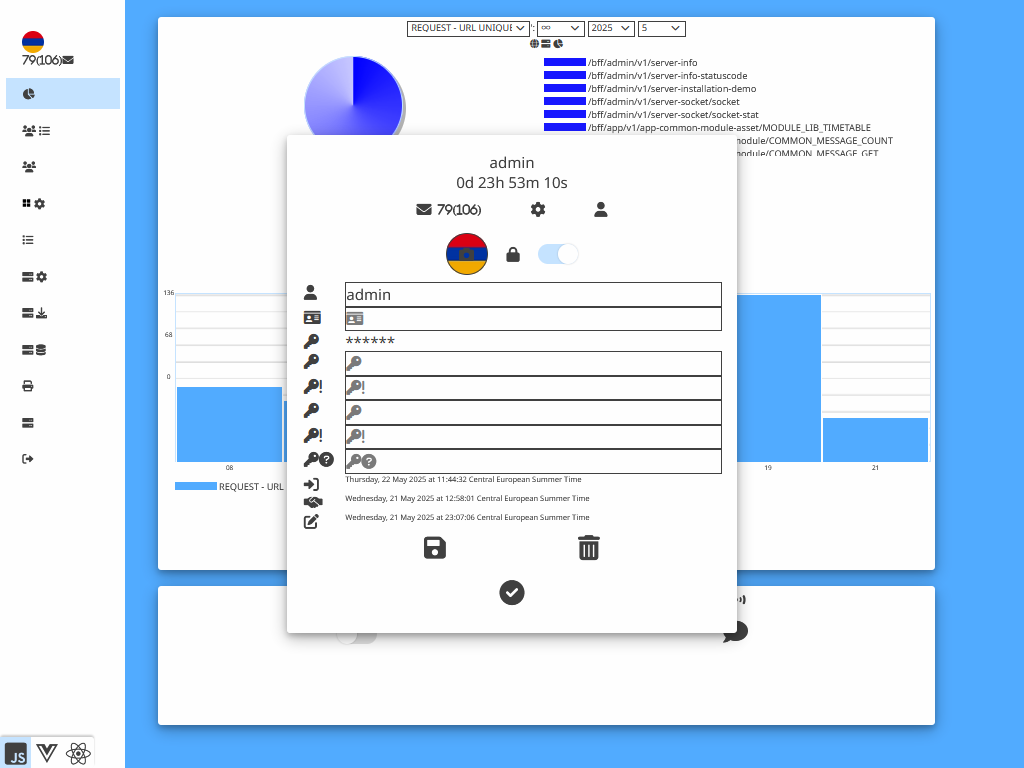 79(106)
REQUEST - URL UNIQUE
':
∞
2025
5
/bff/admin/v1/server-info
/bff/admin/v1/server-info-statuscode
/bff/admin/v1/server-installation-demo
/bff/admin/v1/server-socket/socket
/bff/admin/v1/server-socket/socket-stat
/bff/app/v1/app-common-module-asset/MODULE_LIB_TIMETABLE
module/COMMON_MESSAGE_COUNT
module/COMMON_MESSAGE_GET
admin
0d 23h 53m 10s
79(106)
admin
******
Thursday, 22 May 2025 at 11:44:32 Central European Summer Time
Wednesday, 21 May 2025 at 12:58:01 Central European Summer Time
Wednesday, 21 May 2025 at 23:07:06 Central European Summer Time
136
68
0
08
19
21
REQUEST - URL
JS